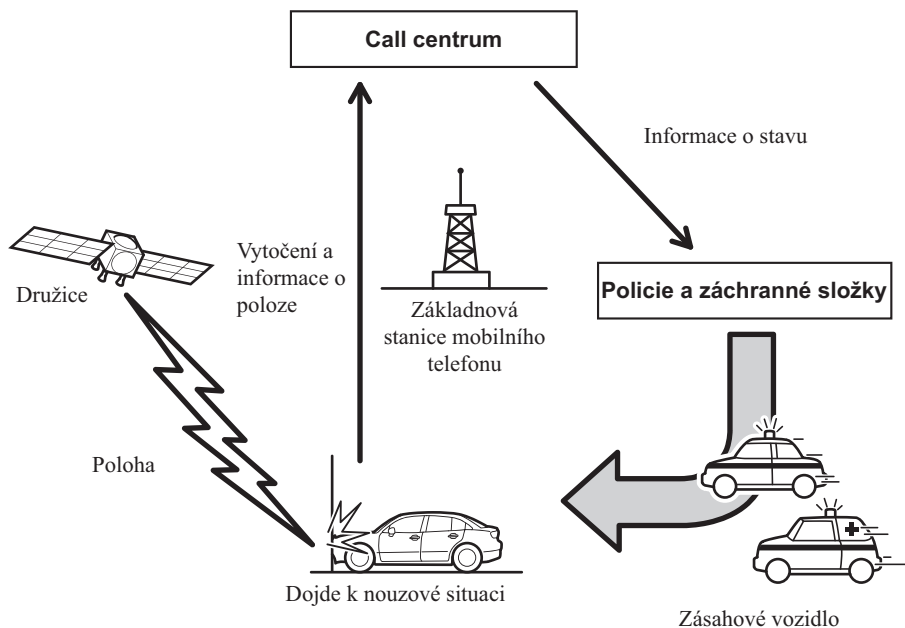 Call centrum
Informace o stavu
Vytočení a
informace o
poloze
Družice
Základnová
stanice mobilního
telefonu
Policie a záchranné složky
Poloha
Dojde k nouzové situaci
Zásahové vozidlo